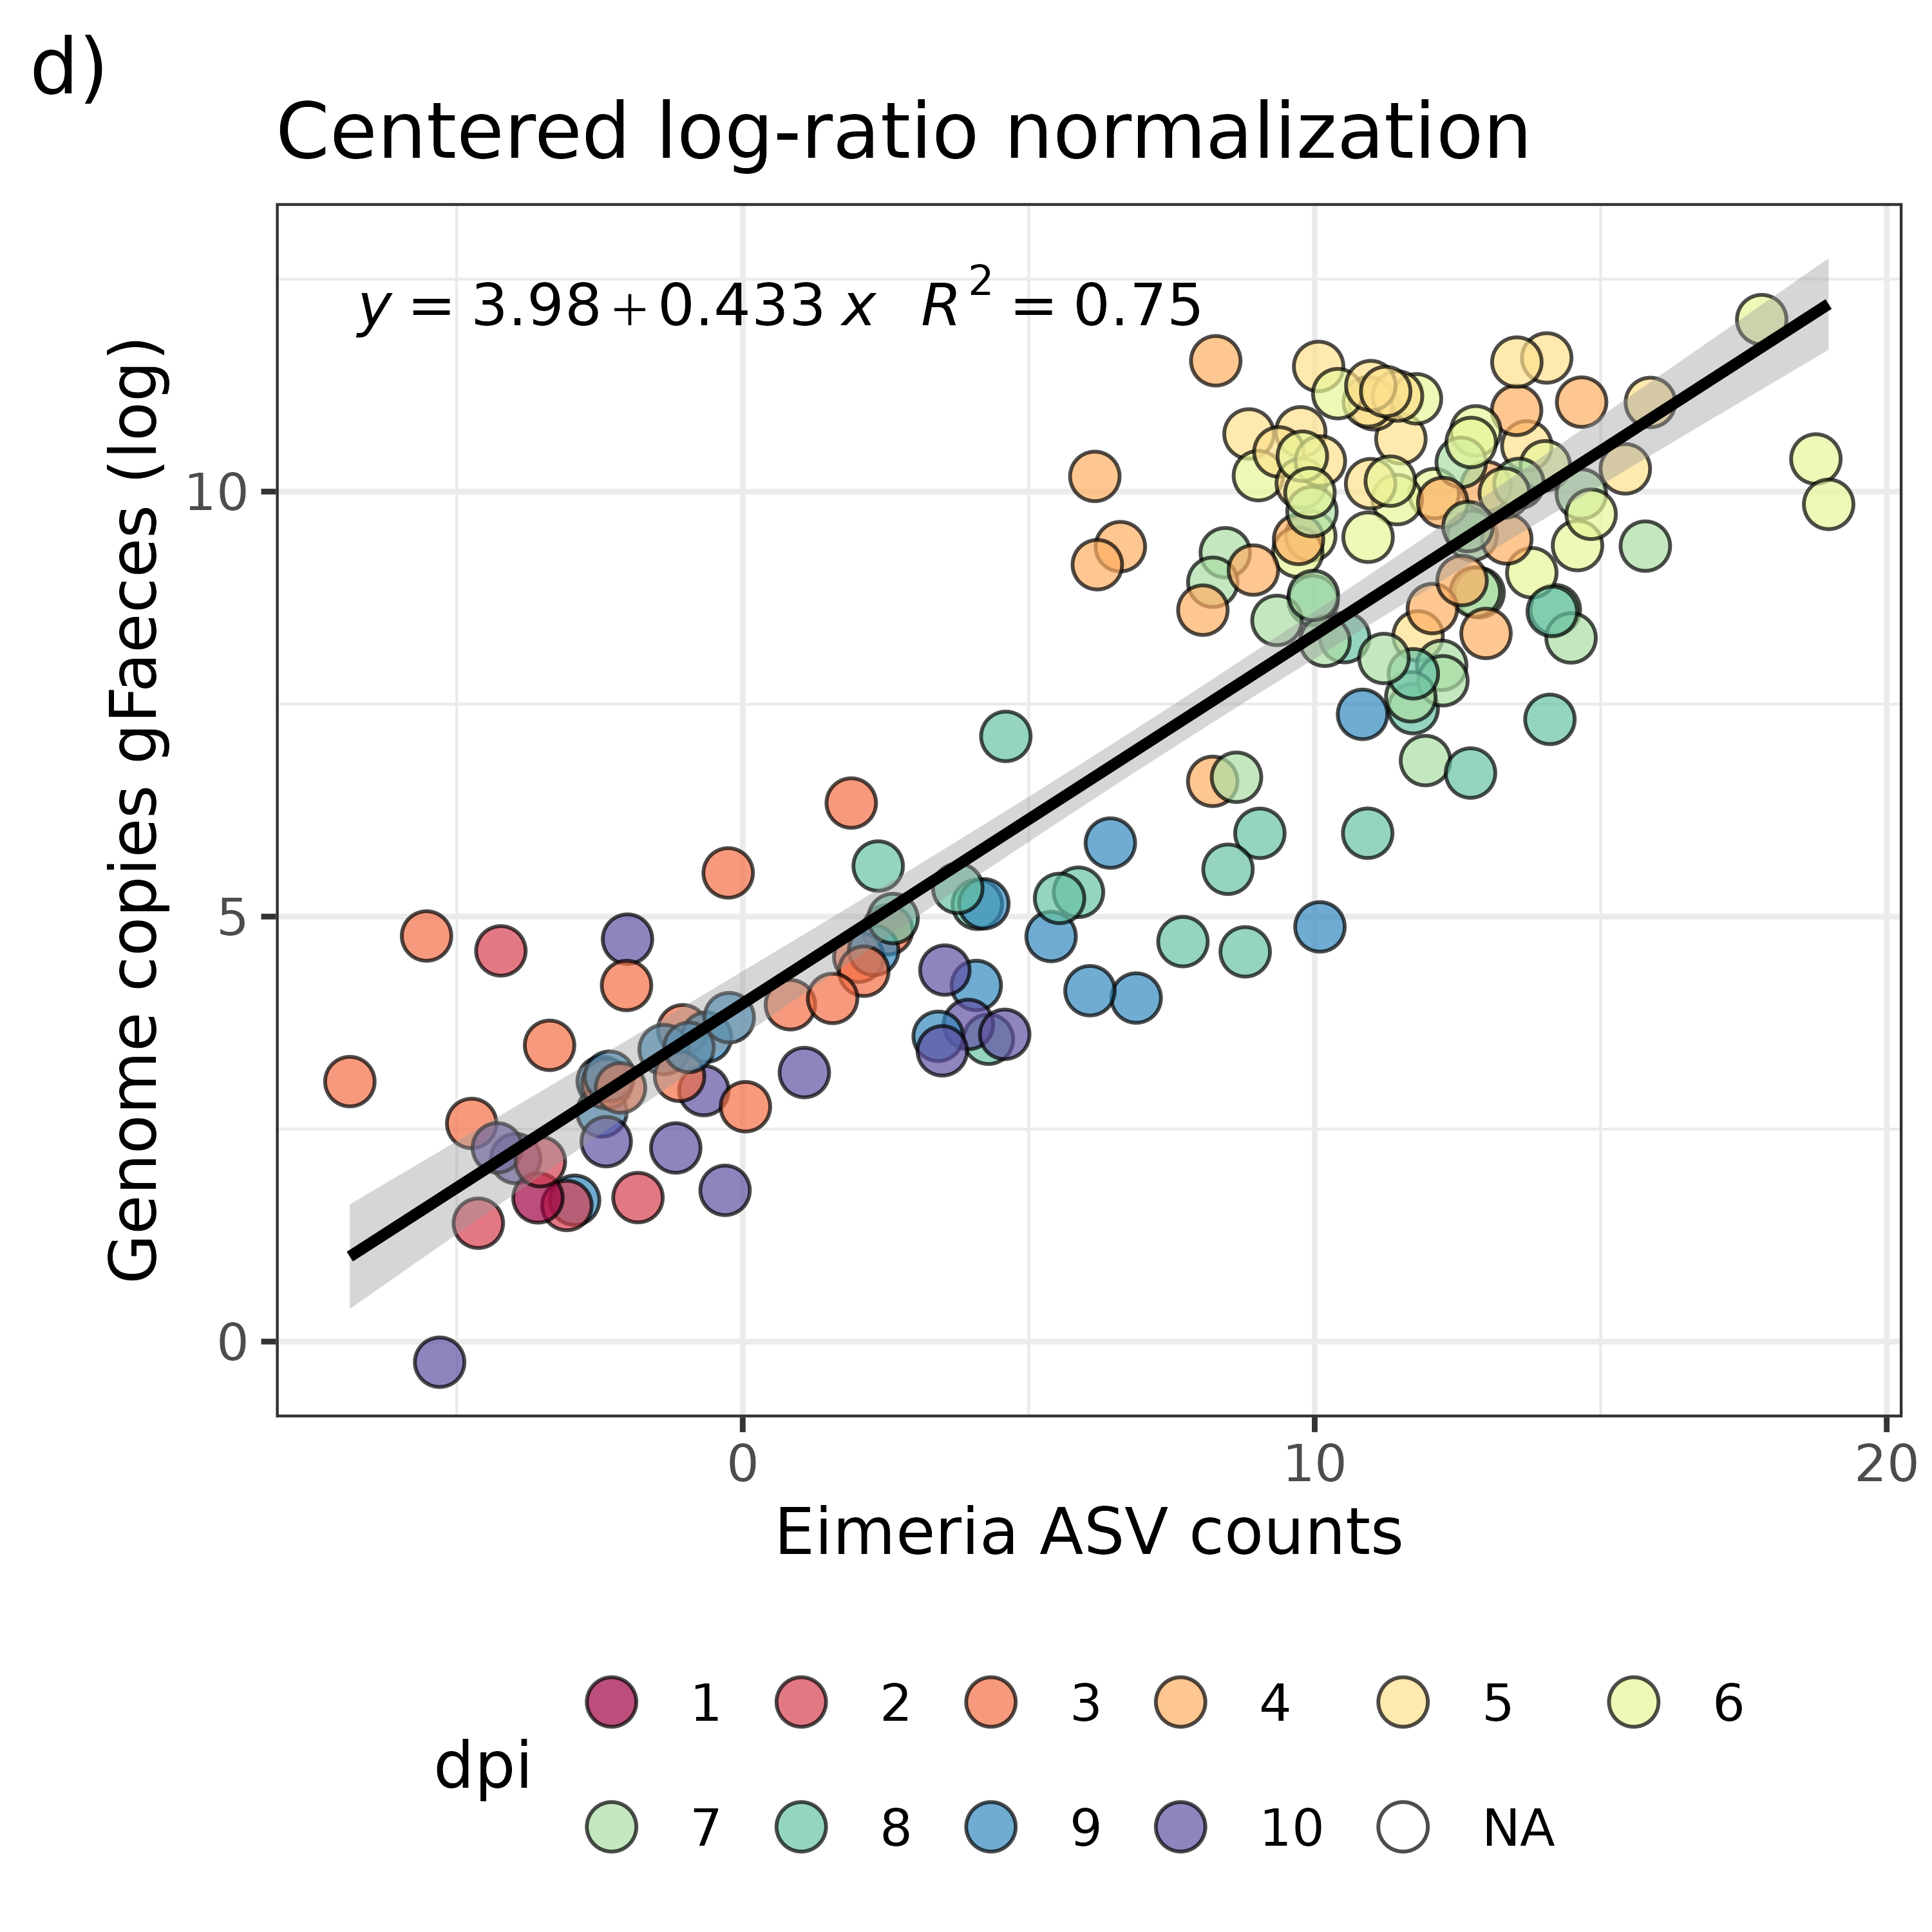 d)
Centered log-ratio normalization
y = 3.98 + 0.433 x R² = 0.75
Genome copies gFaeces (log)
10
5
0
0 10 20
Eimeria ASV counts
dpi
1 2 3 4 5 6
7 8 9 10 NA